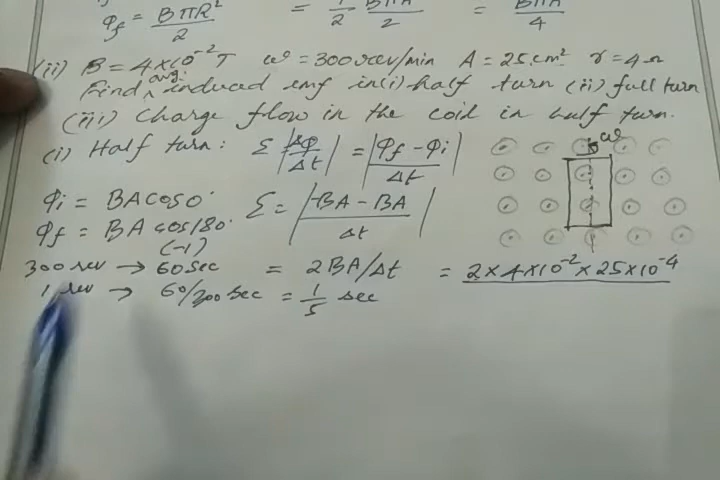 Φf = BπR² / 2 = 1/2 BπR² / 2 = BπR² / 4
(ii) B = 4×10⁻² T ω = 300 rev/min A = 25 cm² r = 4 Ω
Find avg. induced emf in (i) half turn (ii) full turn
(iii) Charge flow in the coil in half turn.
(i) Half turn: Σ |ΔΦ/Δt| = |Φf - Φi / Δt|
ω
Φi = BA cos 0°
Σ = |-BA - BA / Δt|
Φf = BA cos 180°
(-1)
300 rev → 60 sec = 2BA/Δt = 2×4×10⁻² × 25×10⁻⁴
1 rev → 60/300 sec = 1/5 sec